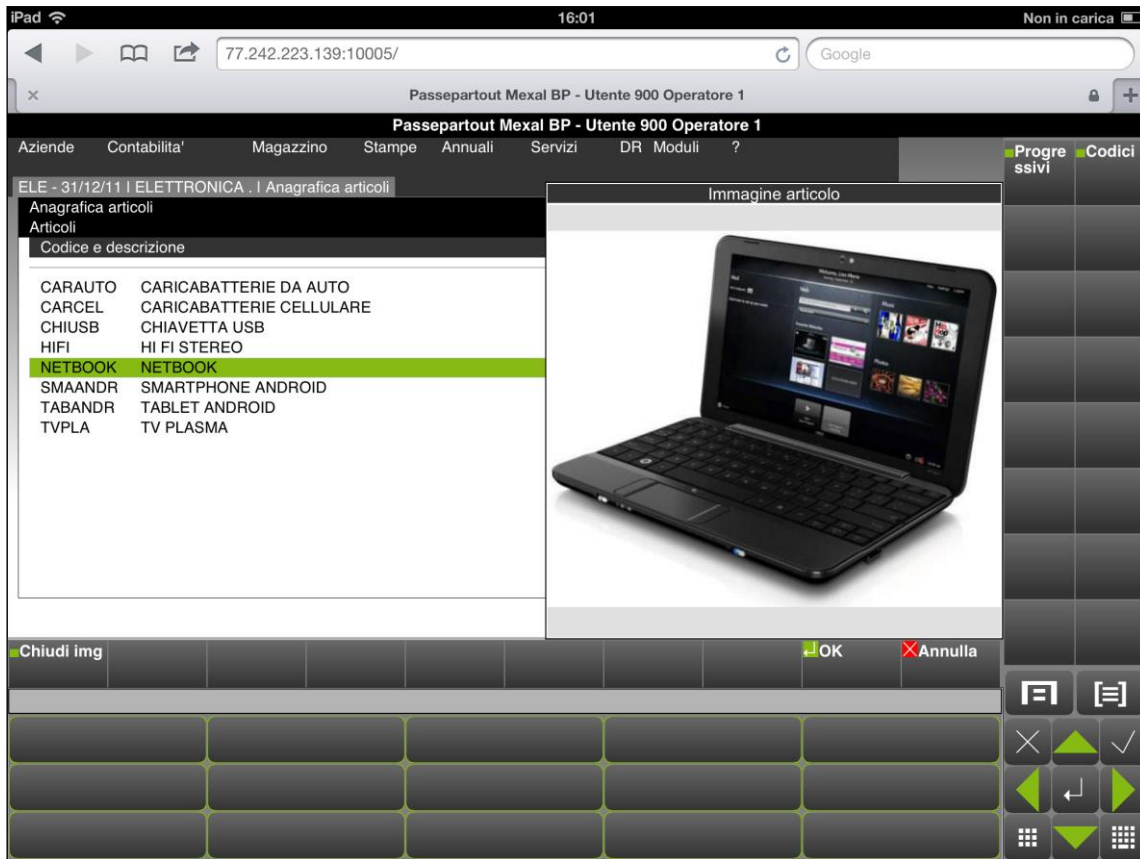 iPad 16:01 Non in carica
77.242.223.139:10005/ Google
Passepartout Mexal BP - Utente 900 Operatore 1
Passepartout Mexal BP - Utente 900 Operatore 1
Aziende Contabilita' Magazzino Stampe Annuali Servizi DR Moduli ?
Progre
ssivi
Codici
ELE - 31/12/11 I ELETTRONICA . I Anagrafica articoli
Immagine articolo
Anagrafica articoli
Articoli
Codice e descrizione
CARAUTO CARICABATTERIE DA AUTO
CARCEL CARICABATTERIE CELLULARE
CHIUSB CHIAVETTA USB
HIFI HI FI STEREO
NETBOOK NETBOOK
SMAANDR SMARTPHONE ANDROID
TABANDR TABLET ANDROID
TVPLA TV PLASMA
Chiudi img OK Annulla